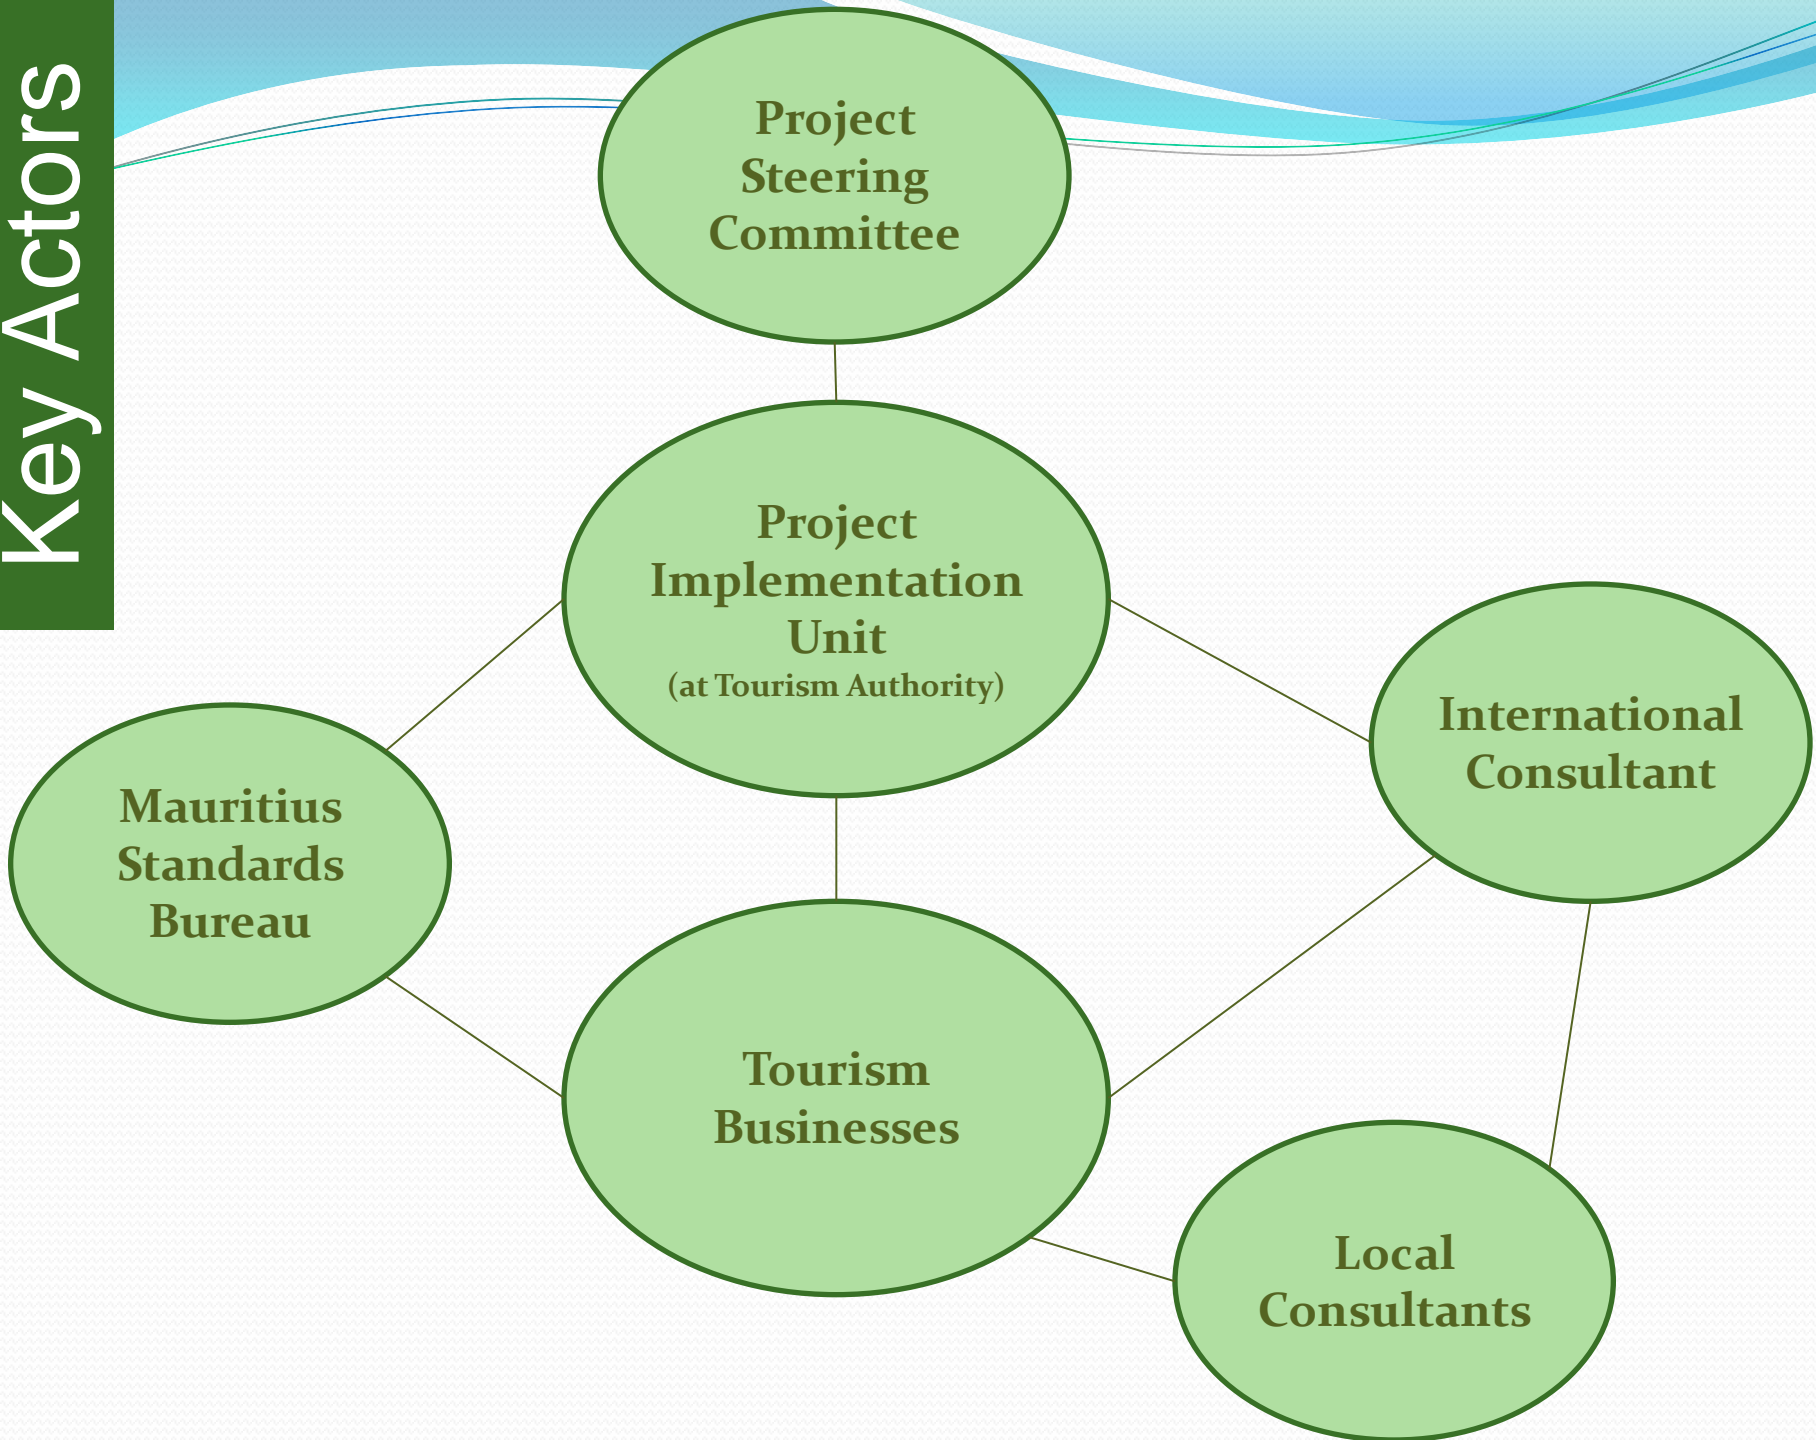 Key Actors
Project
Steering
Committee
Project
Implementation
Unit
(at Tourism Authority)
International
Consultant
Mauritius
Standards
Bureau
Tourism
Businesses
Local
Consultants